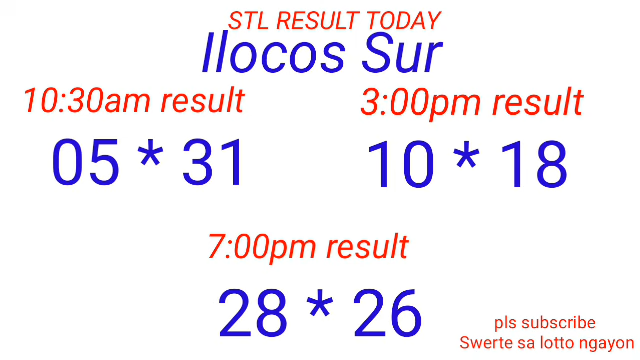 STL RESULT TODAY
Ilocos Sur
10:30am result
05 * 31
3:00pm result
10 * 18
7:00pm result
28 * 26
pls subscribe
Swerte sa lotto ngayon